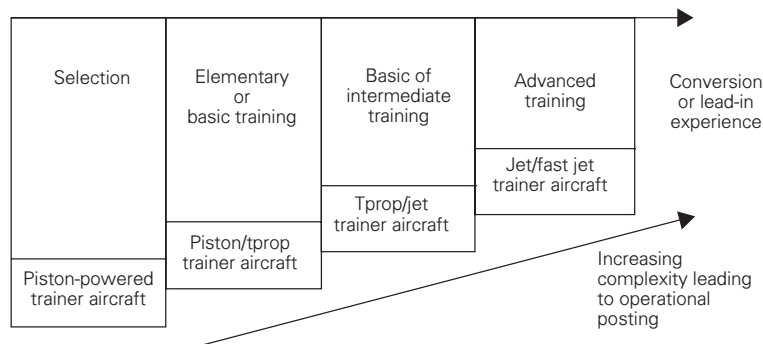 Selection
Piston-powered
trainer aircraft
Elementary
or
basic training
Piston/tprop
trainer aircraft
Basic of
intermediate
training
Tprop/jet
trainer aircraft
Advanced
training
Jet/fast jet
trainer aircraft
Conversion
or lead-in
experience
Increasing
complexity leading
to operational
posting